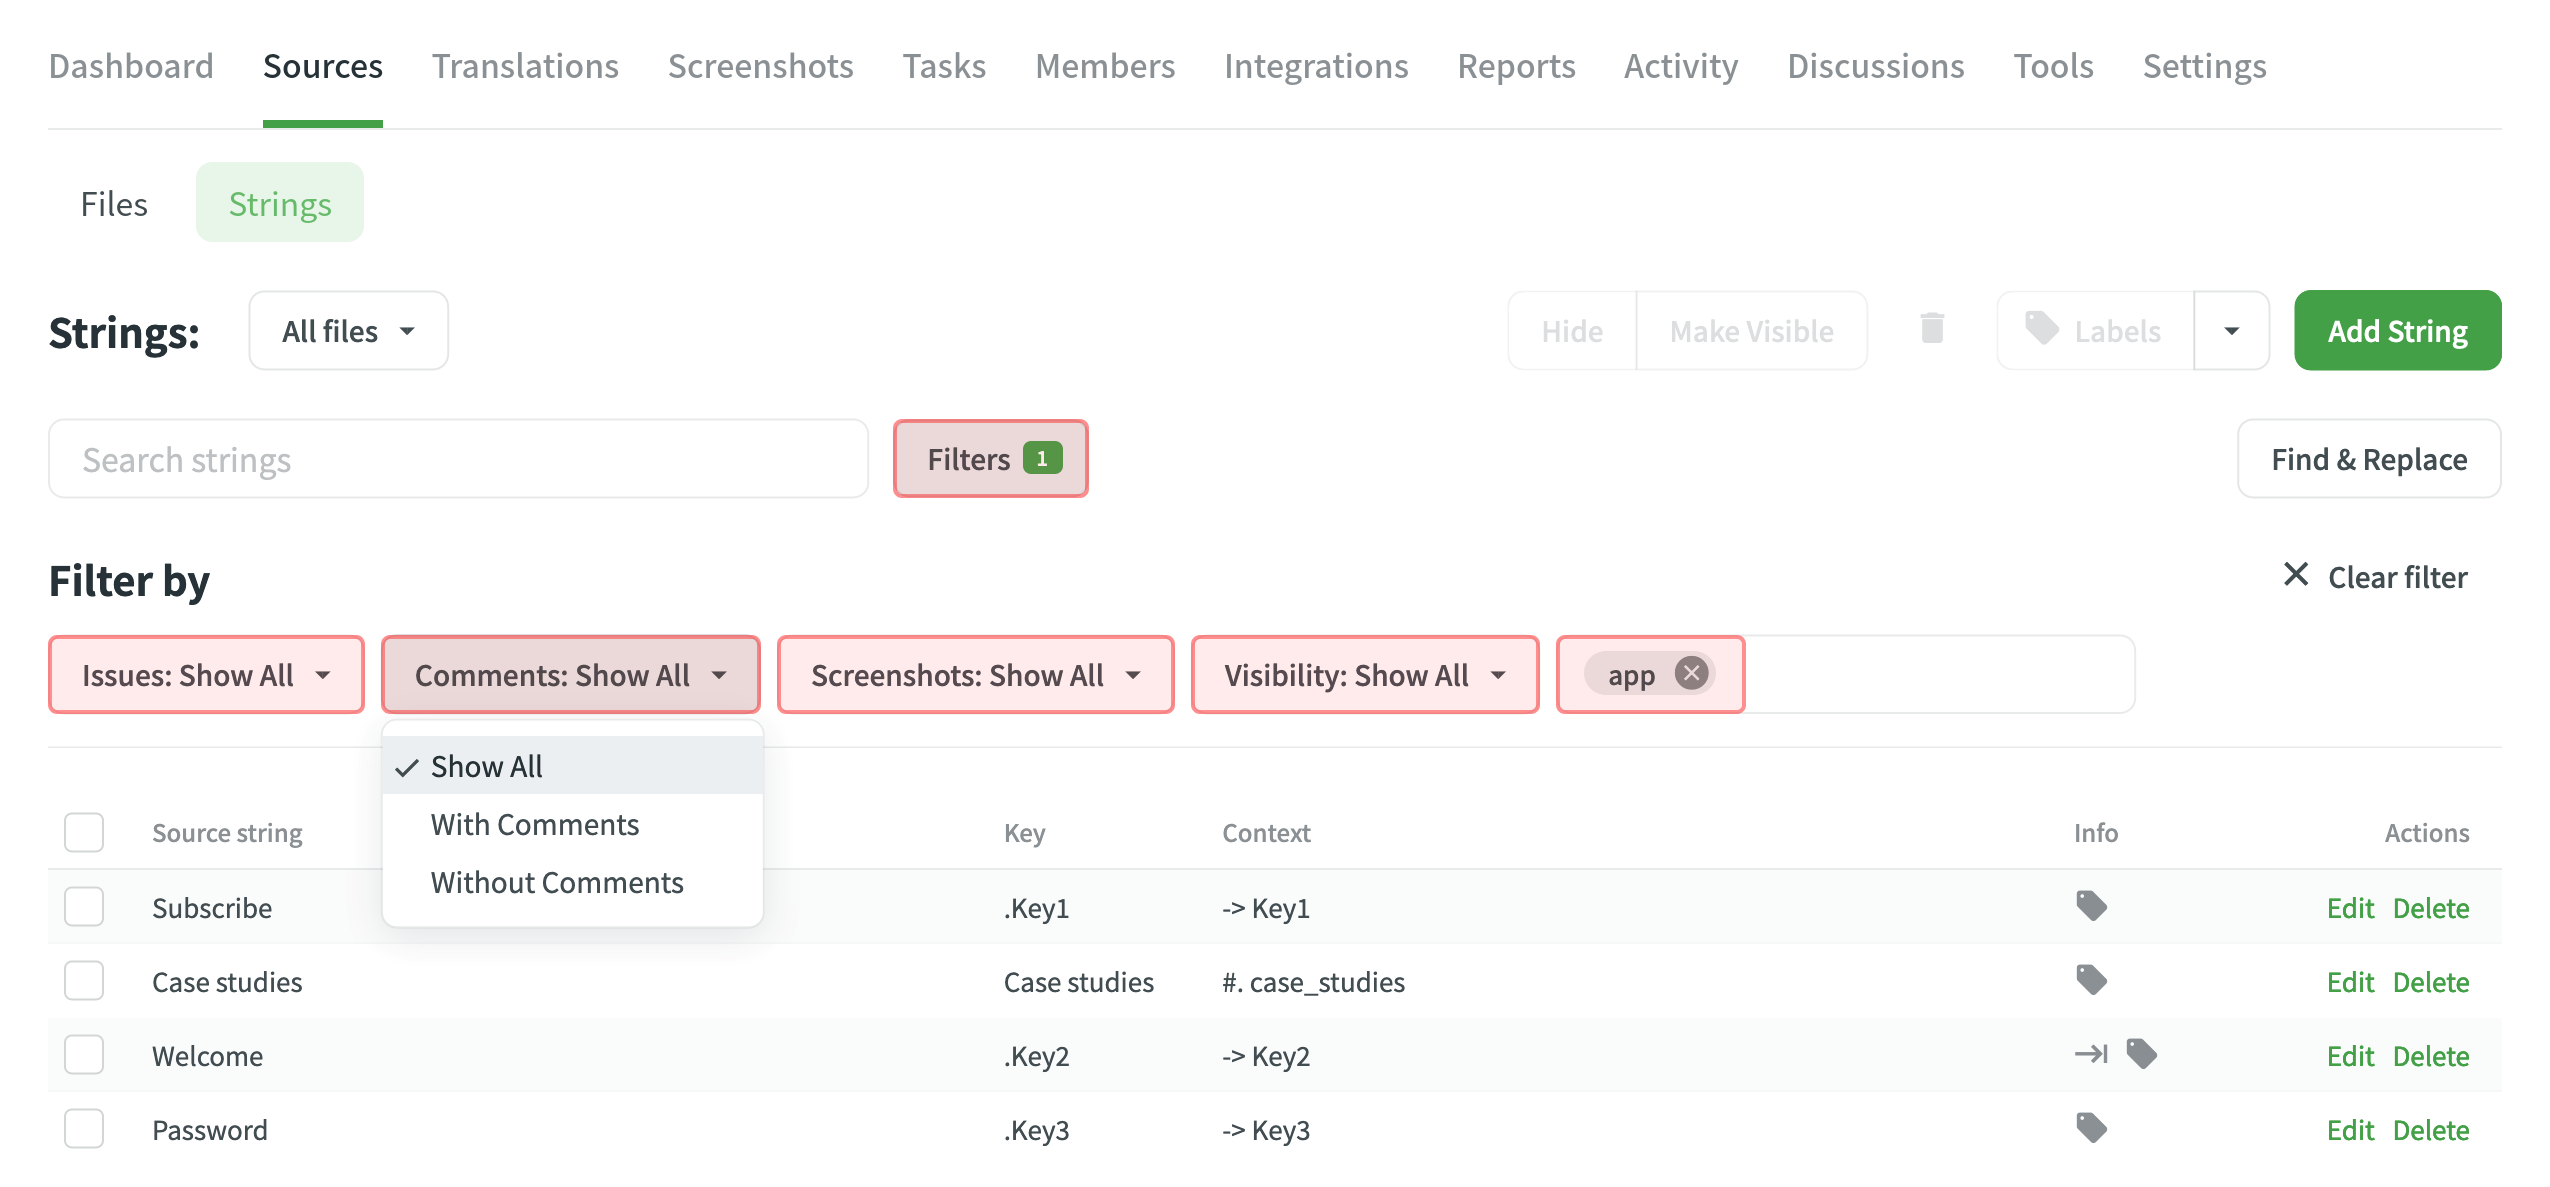 Dashboard Sources Translations Screenshots Tasks Members Integrations Reports Activity Discussions Tools Settings
Files Strings
Strings: All files Hide Make Visible Labels Add String
Search strings Filters 1 Find & Replace
Filter by Clear filter
Issues: Show All Comments: Show All Screenshots: Show All Visibility: Show All app
Show All
With Comments
Without Comments
Source string Key Context Info Actions
Subscribe .Key1 -> Key1 Edit Delete
Case studies Case studies #. case_studies Edit Delete
Welcome .Key2 -> Key2 Edit Delete
Password .Key3 -> Key3 Edit Delete